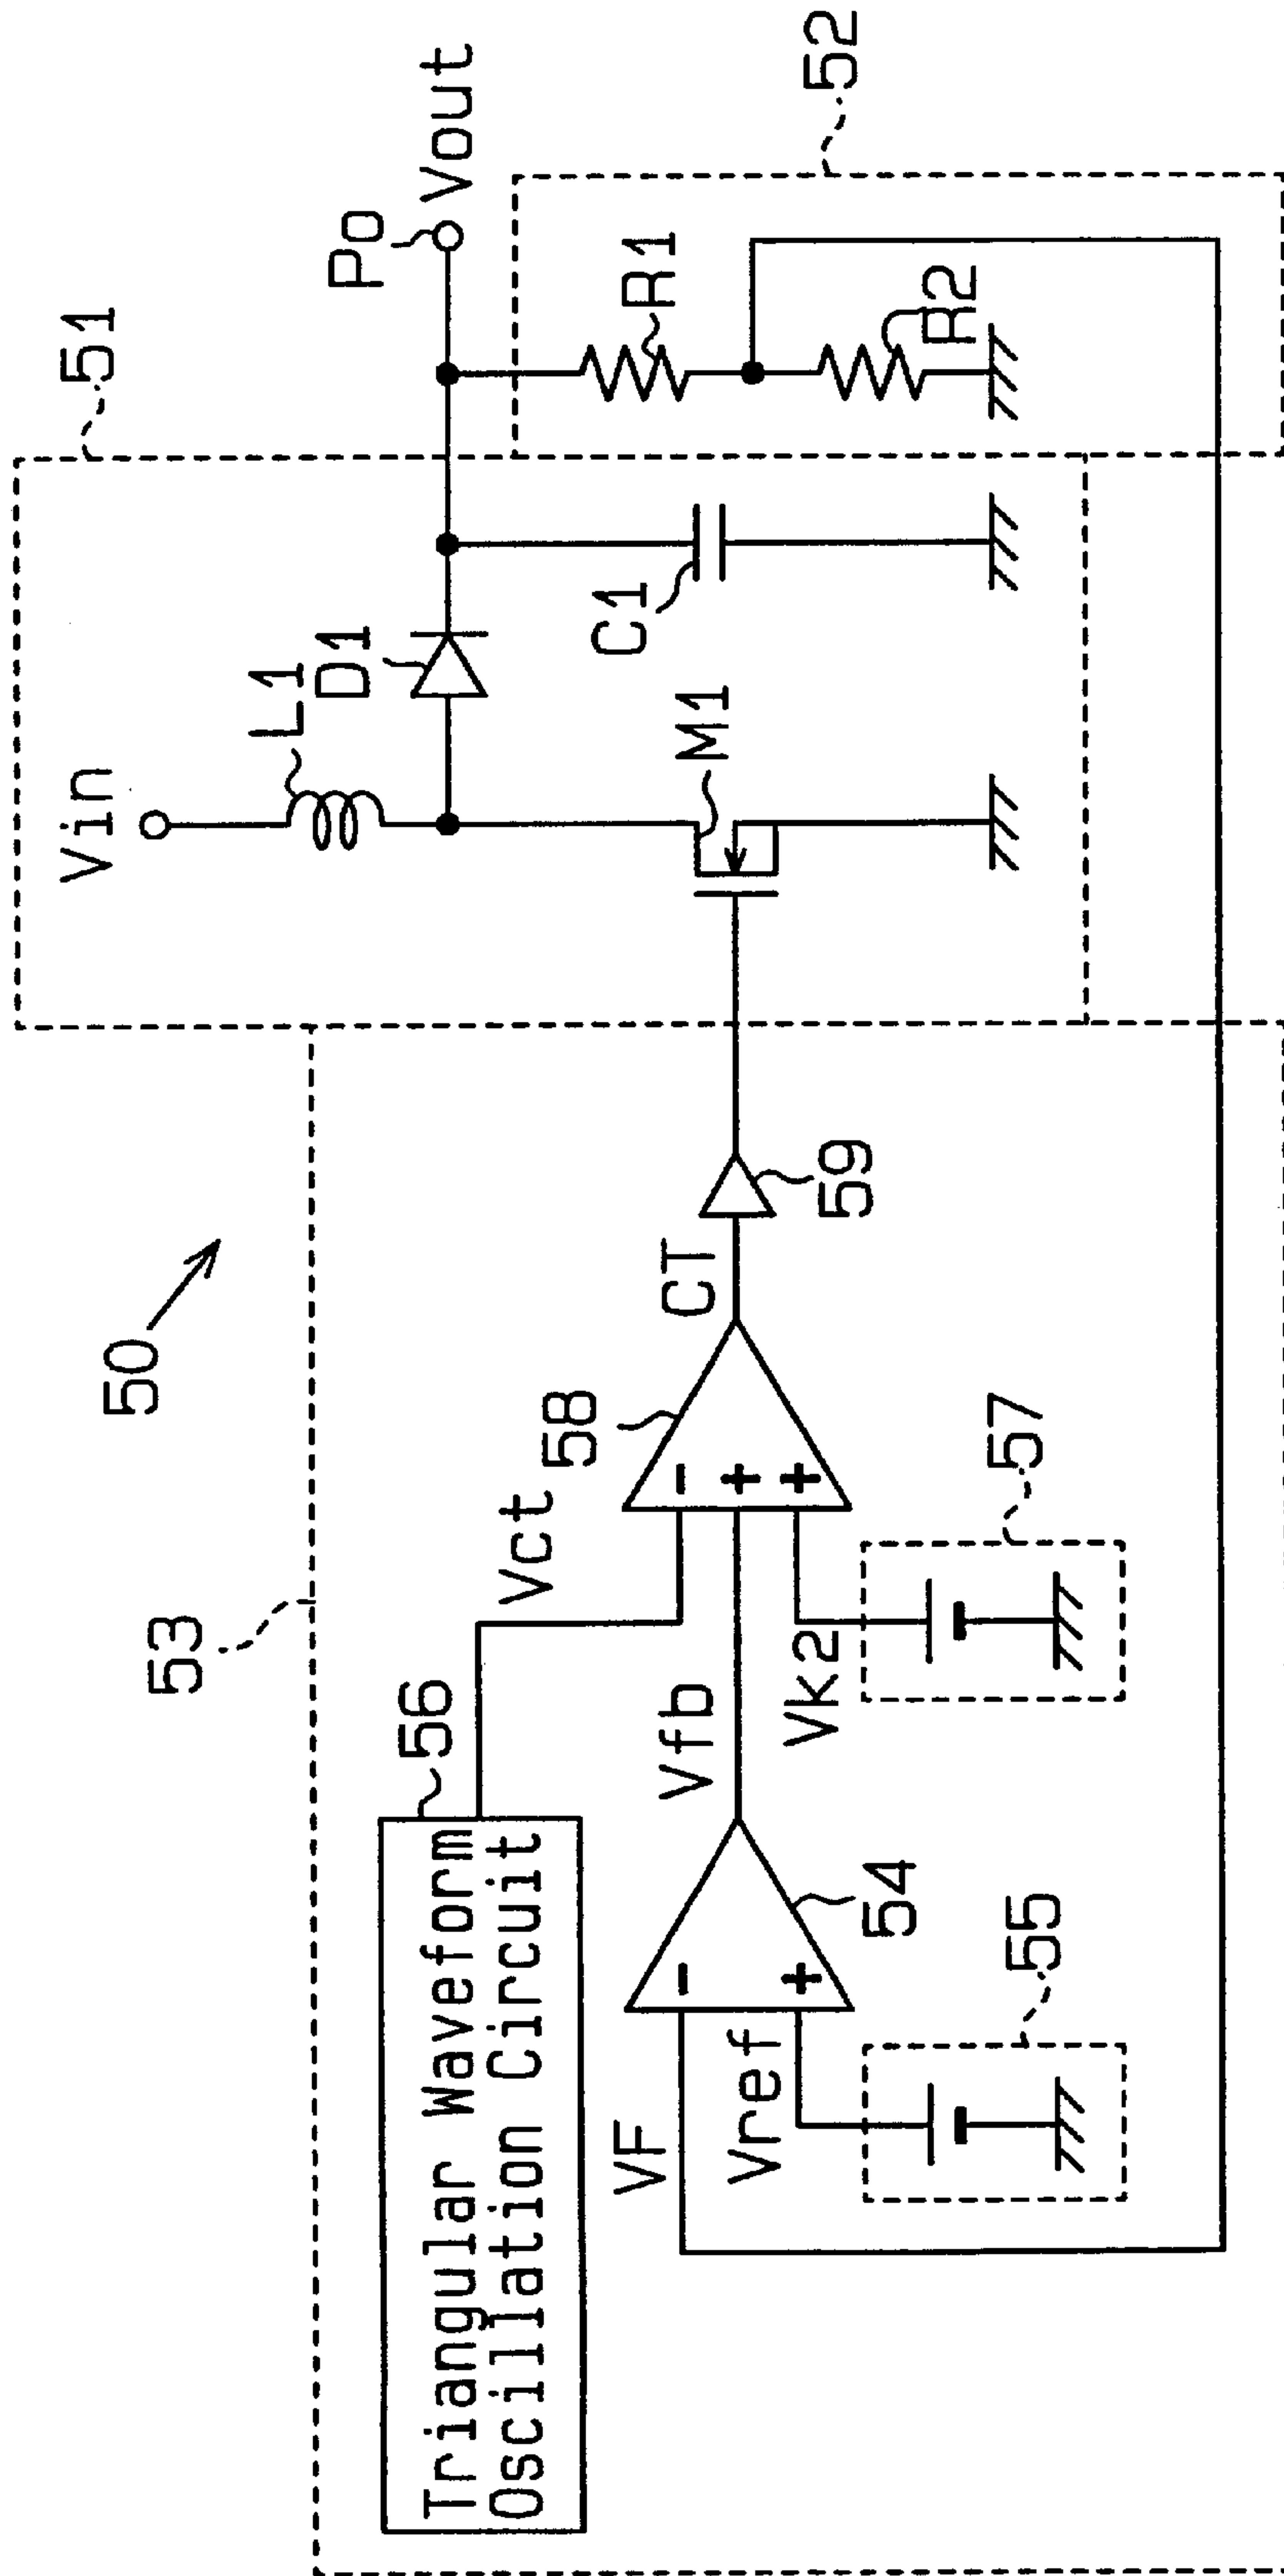 50
51
Vin
L1
D1
Po
Vout
53
56
Triangular Waveform
Oscillation Circuit
Vct
58
CT
59
M1
C1
R1
R2
52
VF
Vref
-
+
54
Vfb
Vk2
-
+
+
55
57